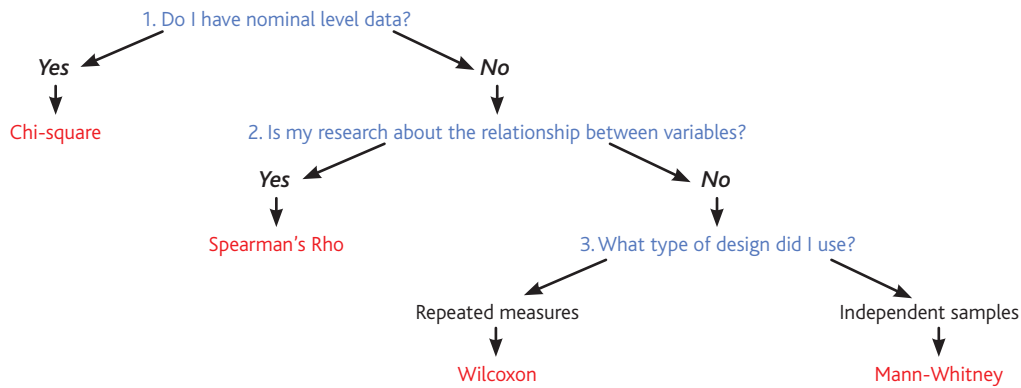 1. Do I have nominal level data?
Yes
No
Chi-square
2. Is my research about the relationship between variables?
Yes
No
Spearman's Rho
3. What type of design did I use?
Repeated measures
Independent samples
Wilcoxon
Mann-Whitney